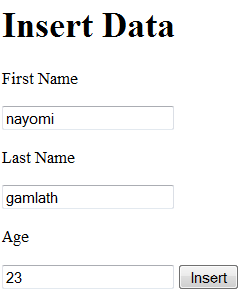 Insert Data
First Name
nayomi
Last Name
gamlath
Age
23 Insert